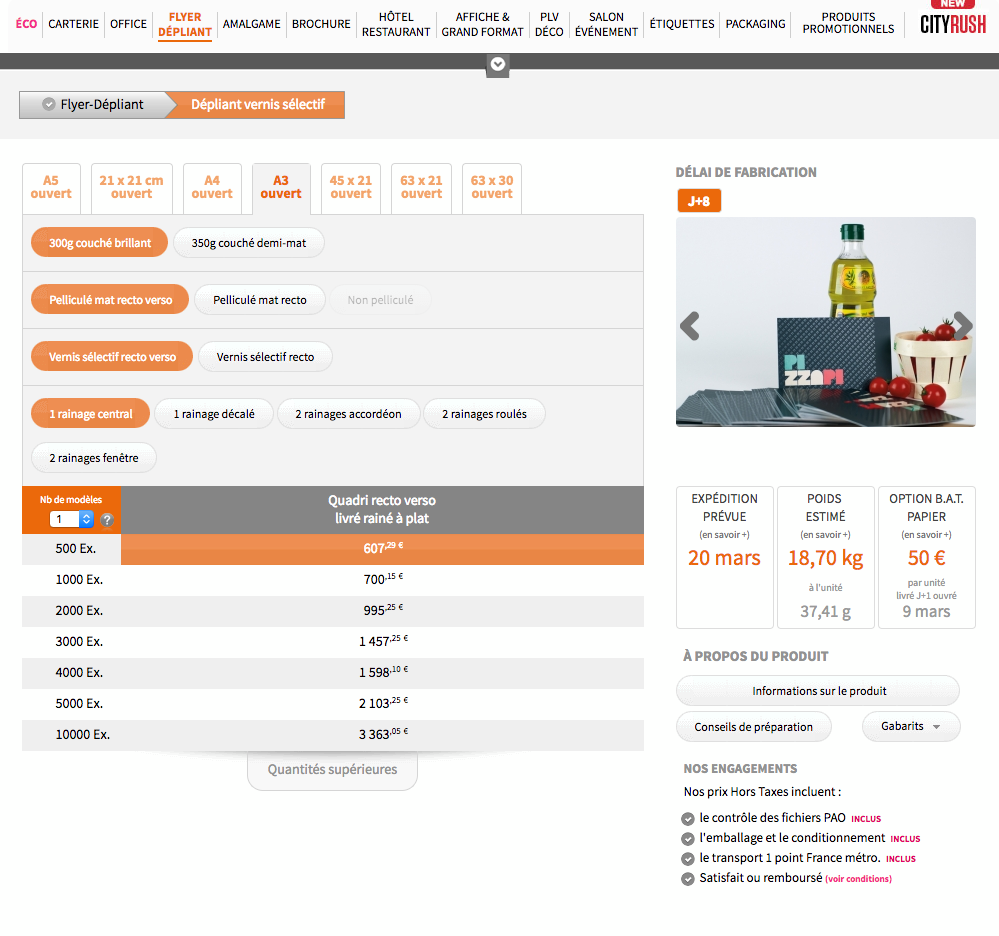 ÉCO
CARTERIE
OFFICE
FLYER
DÉPLIANT
AMALGAME
BROCHURE
HÔTEL
RESTAURANT
AFFICHE &
GRAND FORMAT
PLV
DÉCO
SALON
ÉVÉNEMENT
ÉTIQUETTES
PACKAGING
PRODUITS
PROMOTIONNELS
NEW
CITYRUSH
Flyer-Dépliant
Dépliant vernis sélectif
A5
ouvert
21 x 21 cm
ouvert
A4
ouvert
A3
ouvert
45 x 21
ouvert
63 x 21
ouvert
63 x 30
ouvert
300g couché brillant
350g couché demi-mat
Pelliculé mat recto verso
Pelliculé mat recto
Non pelliculé
Vernis sélectif recto verso
Vernis sélectif recto
1 rainage central
1 rainage décalé
2 rainages accordéon
2 rainages roulés
2 rainages fenêtre
Nb de modèles
1
?
Quadri recto verso
livré rainé à plat
500 Ex. 607,29 €
1000 Ex. 700,15 €
2000 Ex. 995,25 €
3000 Ex. 1 457,25 €
4000 Ex. 1 598,10 €
5000 Ex. 2 103,25 €
10000 Ex. 3 363,05 €
Quantités supérieures
DÉLAI DE FABRICATION
J+8
PI
ZZAPI
EXPÉDITION
PRÉVUE
(en savoir +)
20 mars
POIDS
ESTIMÉ
(en savoir +)
18,70 kg
à l'unité
37,41 g
OPTION B.A.T.
PAPIER
(en savoir +)
50 €
par unité
livré J+1 ouvré
9 mars
À PROPOS DU PRODUIT
Informations sur le produit
Conseils de préparation
Gabarits
NOS ENGAGEMENTS
Nos prix Hors Taxes incluent :
le contrôle des fichiers PAO INCLUS
l'emballage et le conditionnement INCLUS
le transport 1 point France métro. INCLUS
Satisfait ou remboursé (voir conditions)